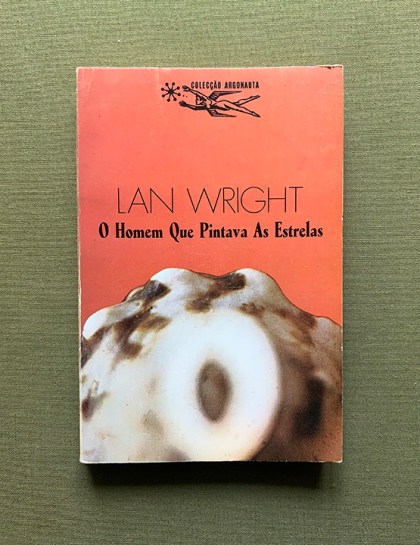 COLECÇÃO ARGONAUTA
LAN WRIGHT
O Homem Que Pintava As Estrelas